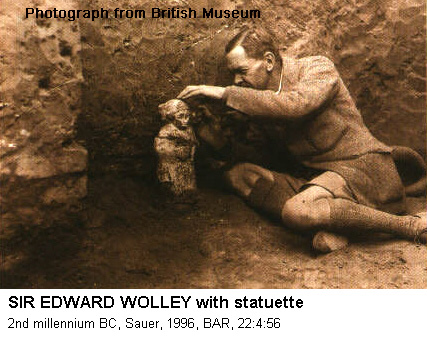 Photograph from British Museum
SIR EDWARD WOLLEY with statuette
2nd millennium BC, Sauer, 1996, BAR, 22:4:56